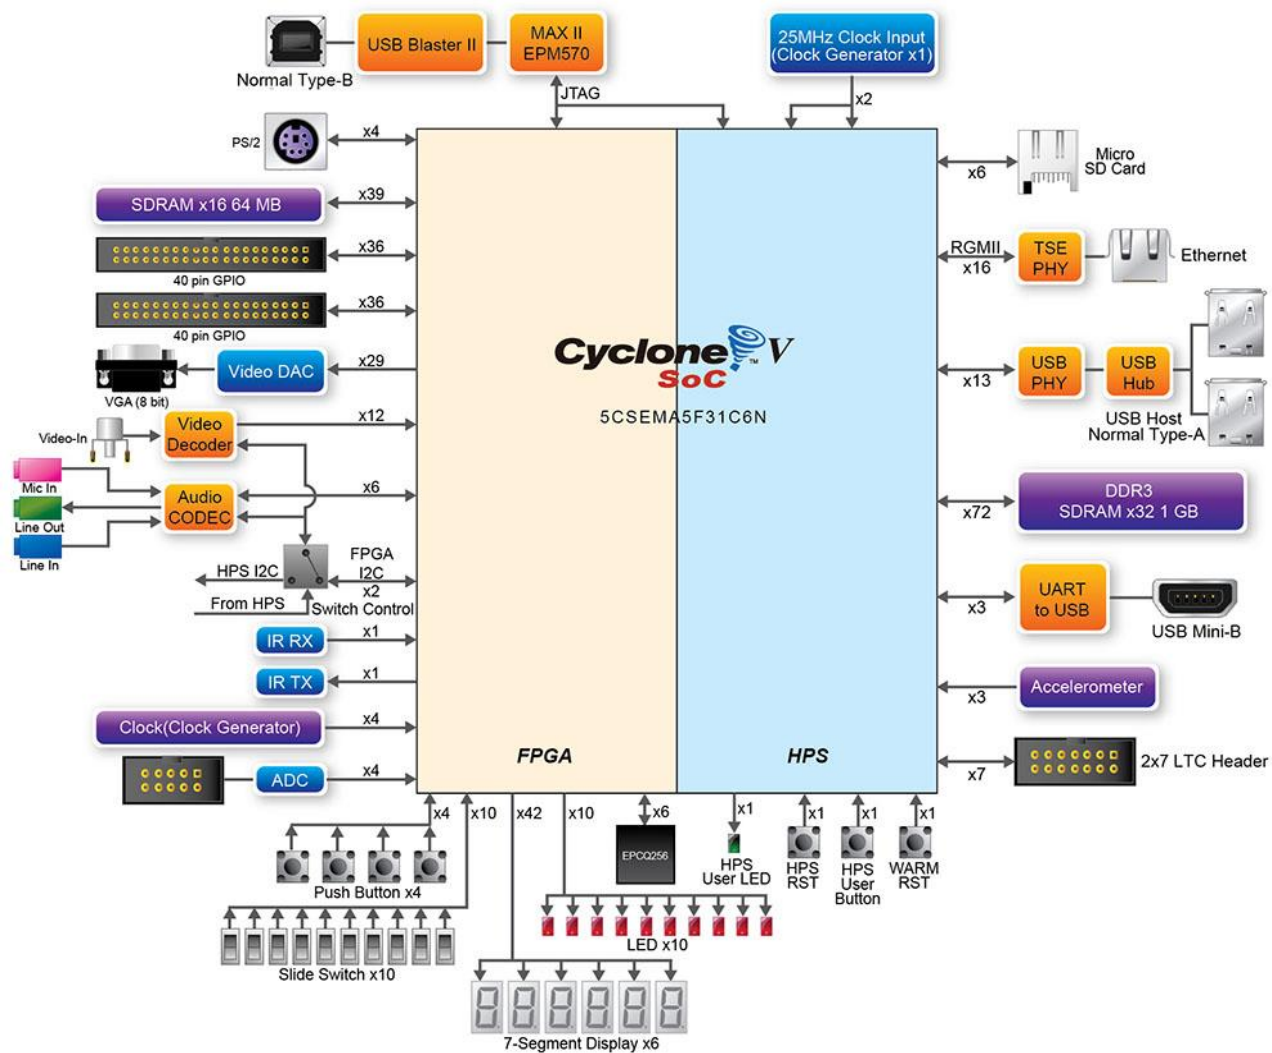 USB Blaster II
MAX II
EPM570
25MHz Clock Input
(Clock Generator x1)
Normal Type-B
JTAG
x2
PS/2
x4
x6
Micro
SD Card
SDRAM x16 64 MB
x39
x36
40 pin GPIO
RGMII
x16
TSE
PHY
Ethernet
x36
40 pin GPIO
Cyclone V
TM
SoC
5CSEMA5F31C6N
VGA (8 bit)
Video DAC
x29
x13
USB
PHY
USB
Hub
USB Host
Normal Type-A
Video-In
Video
Decoder
x12
Mic In
Line Out
Line In
Audio
CODEC
x6
x72
DDR3
SDRAM x32 1 GB
HPS I2C
FPGA
I2C
x2
From HPS
Switch Control
x3
UART
to USB
USB Mini-B
IR RX
x1
IR TX
x1
x3
Accelerometer
Clock(Clock Generator)
x4
ADC
x4
FPGA
HPS
x7
2x7 LTC Header
x4
x10
x42
x10
x6
x1
x1
x1
x1
Push Button x4
EPCQ256
HPS
User LED
HPS
RST
HPS
User
Button
WARM
RST
Slide Switch x10
LED x10
7-Segment Display x6